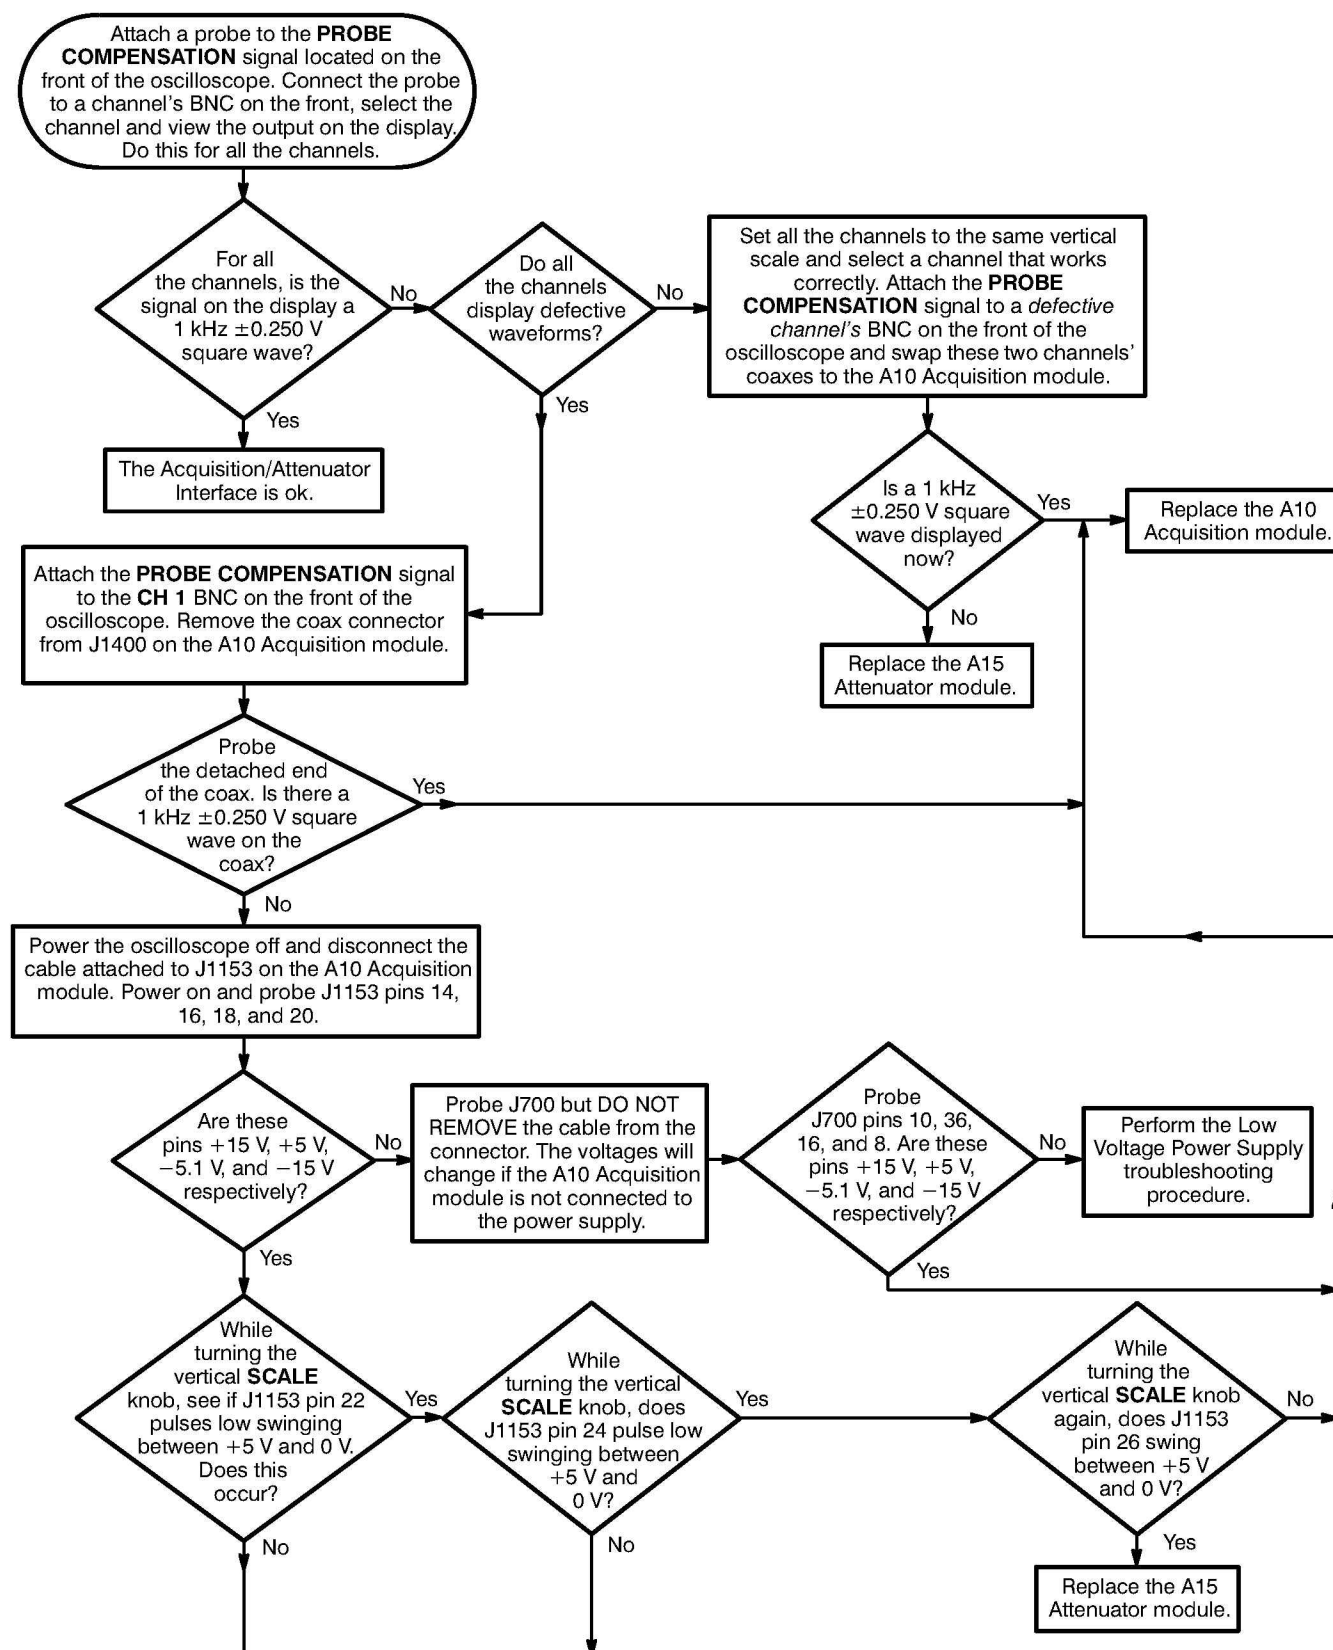 Attach a probe to the PROBE
COMPENSATION signal located on the
front of the oscilloscope. Connect the probe
to a channel's BNC on the front, select the
channel and view the output on the display.
Do this for all the channels.
For all
the channels, is the
signal on the display a
1 kHz ±0.250 V
square wave?
No
Yes
The Acquisition/Attenuator
Interface is ok.
Do all
the channels
display defective
waveforms?
No
Yes
Set all the channels to the same vertical
scale and select a channel that works
correctly. Attach the PROBE
COMPENSATION signal to a defective
channel's BNC on the front of the
oscilloscope and swap these two channels'
coaxes to the A10 Acquisition module.
Is a 1 kHz
±0.250 V square
wave displayed
now?
Yes
No
Replace the A10
Acquisition module.
Replace the A15
Attenuator module.
Attach the PROBE COMPENSATION signal
to the CH 1 BNC on the front of the
oscilloscope. Remove the coax connector
from J1400 on the A10 Acquisition module.
Probe
the detached end
of the coax. Is there a
1 kHz ±0.250 V square
wave on the
coax?
Yes
No
Power the oscilloscope off and disconnect the
cable attached to J1153 on the A10 Acquisition
module. Power on and probe J1153 pins 14,
16, 18, and 20.
Are these
pins +15 V, +5 V,
−5.1 V, and −15 V
respectively?
No
Yes
Probe J700 but DO NOT
REMOVE the cable from the
connector. The voltages will
change if the A10 Acquisition
module is not connected to
the power supply.
Probe
J700 pins 10, 36,
16, and 8. Are these
pins +15 V, +5 V,
−5.1 V, and −15 V
respectively?
No
Yes
Perform the Low
Voltage Power Supply
troubleshooting
procedure.
While
turning the
vertical SCALE
knob, see if J1153 pin 22
pulses low swinging
between +5 V and 0 V.
Does this
occur?
Yes
No
While
turning the vertical
SCALE knob, does
J1153 pin 24 pulse low
swinging between
+5 V and
0 V?
Yes
No
While
turning the
vertical SCALE knob
again, does J1153
pin 26 swing
between +5 V
and 0 V?
No
Yes
Replace the A15
Attenuator module.